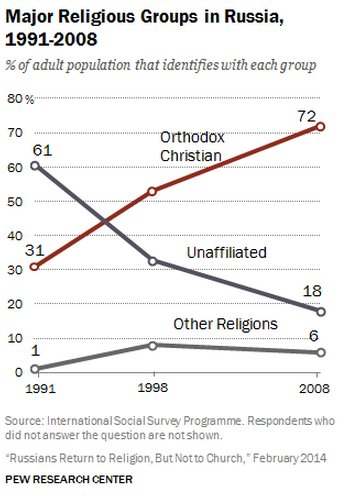 Major Religious Groups in Russia,
1991-2008
% of adult population that identifies with each group
80 %
70
60
50
40
30
20
10
0
61
31
1
Orthodox
Christian
72
Unaffiliated
18
Other Religions
6
1991
1998
2008
Source: International Social Survey Programme. Respondents who
did not answer the question are not shown.
"Russians Return to Religion, But Not to Church," February 2014
PEW RESEARCH CENTER